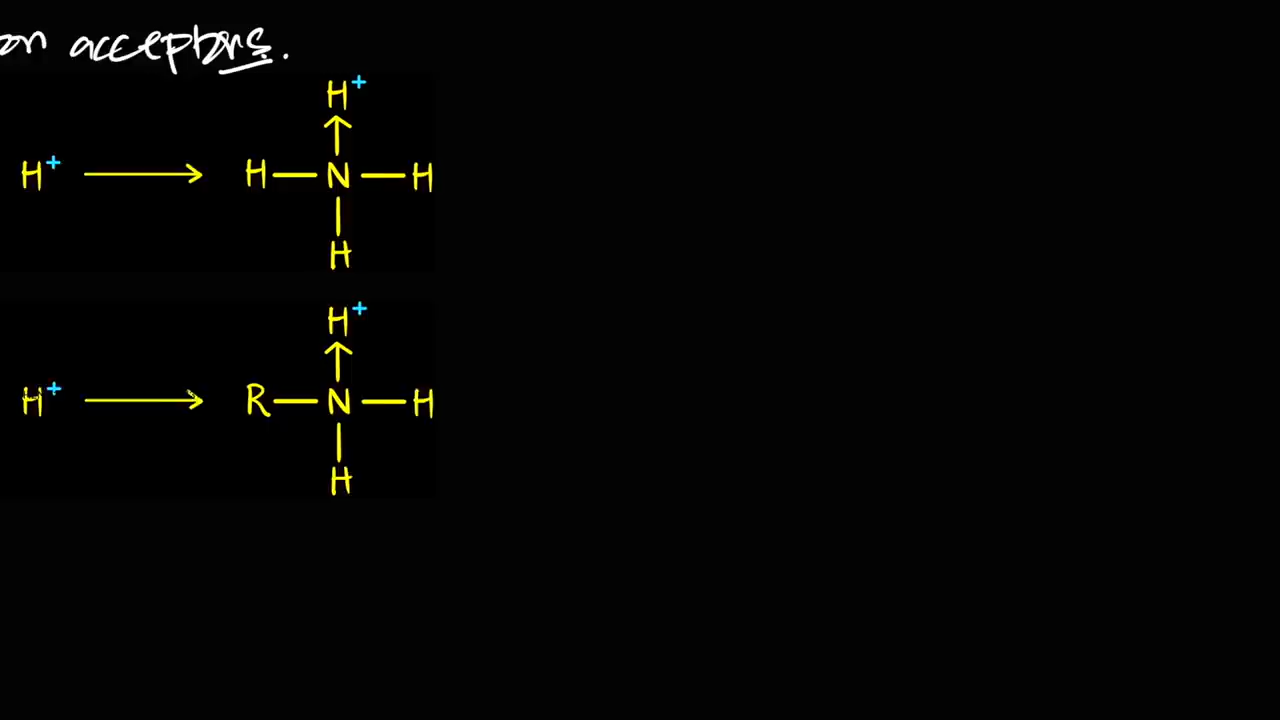 on acceptors.
H⁺
H⁺ ⟶ H—N—H
H
H⁺
H⁺ ⟶ R—N—H
H